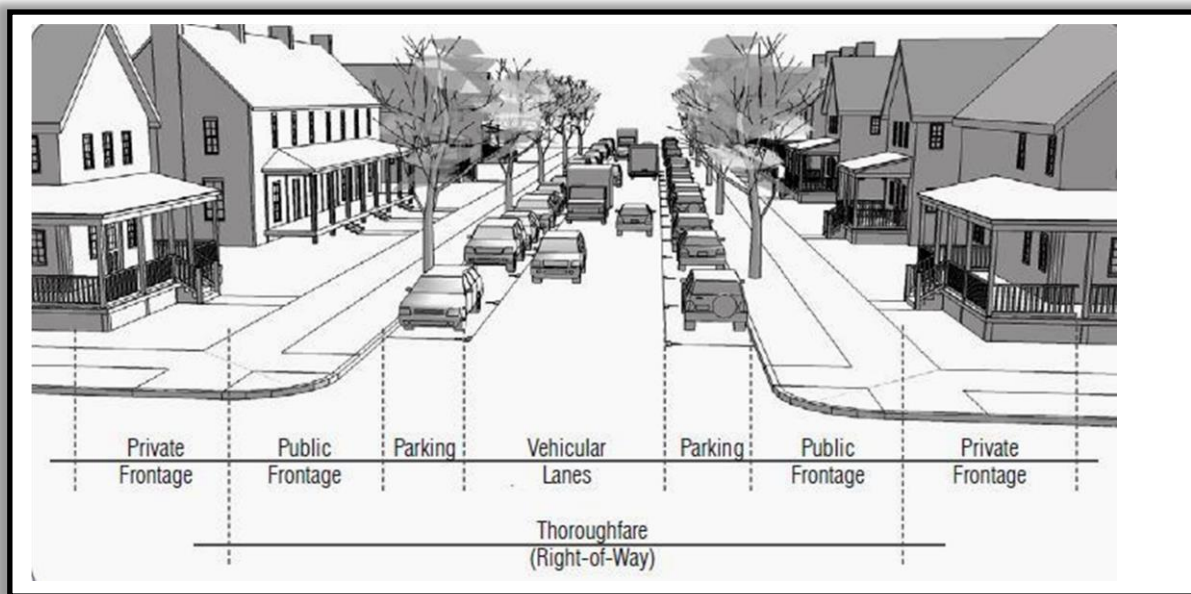 Private Frontage
Public Frontage
Parking
Vehicular Lanes
Parking
Public Frontage
Private Frontage
Thoroughfare
(Right-of-Way)